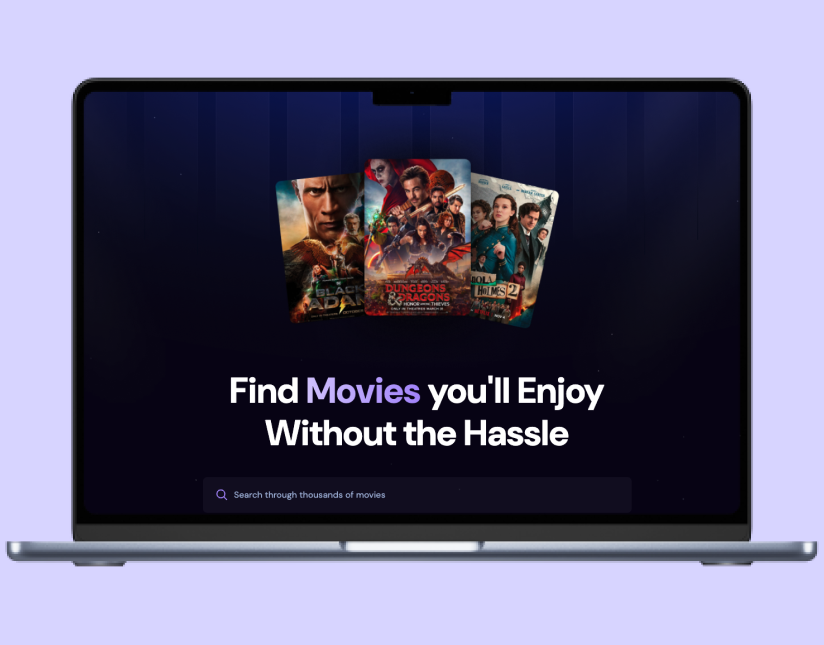 BLACK
ADAM
DUNGEONS
& DRAGONS
HONOR AMONG THIEVES
HOLMES 2
Find Movies you'll Enjoy
Without the Hassle
Search through thousands of movies